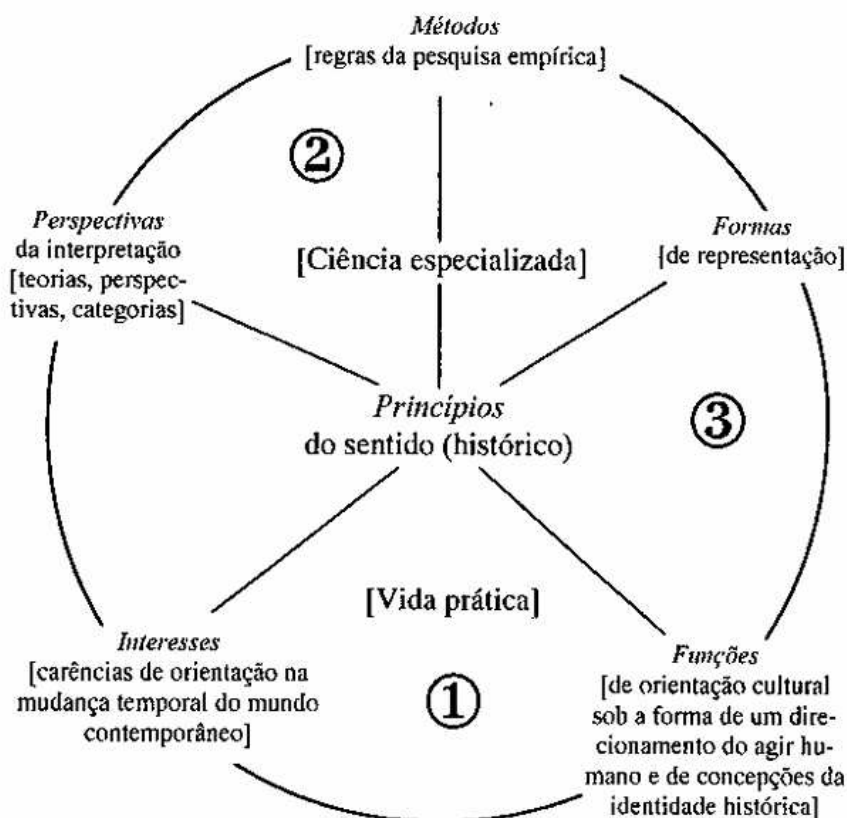 Métodos
[regras da pesquisa empírica]
②
Perspectivas
da interpretação
[teorias, perspec-
tivas, categorias]
[Ciência especializada]
Formas
[de representação]
Princípios
do sentido (histórico)
③
[Vida prática]
Interesses
[carências de orientação na
mudança temporal do mundo
contemporâneo]
①
Funções
[de orientação cultural
sob a forma de um dire-
cionamento do agir hu-
mano e de concepções da
identidade histórica]